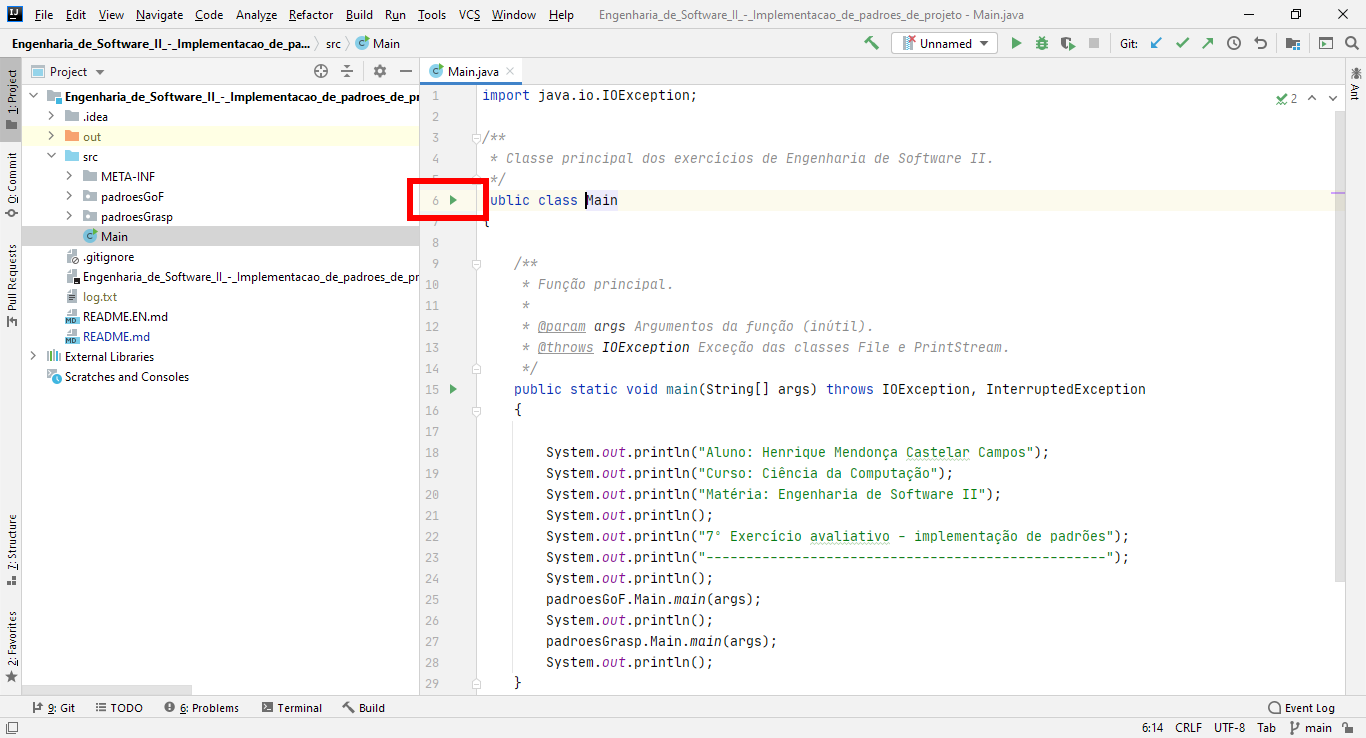 File Edit View Navigate Code Analyze Refactor Build Run Tools VCS Window Help Engenharia_de_Software_II_-_Implementacao_de_padroes_de_projeto - Main.java
Engenharia_de_Software_II_-_Implementacao_de_pa... src Main Unnamed Git:
Project Main.java
1: Project
Q: Commit
Pull Requests
7: Structure
2: Favorites
Engenharia_de_Software_II_-_Implementacao_de_padroes_de_pr
.idea
out
src
META-INF
padroesGoF
padroesGrasp
Main
.gitignore
Engenharia_de_Software_II_-_Implementacao_de_padroes_de_pr
log.txt
README.EN.md
README.md
External Libraries
Scratches and Consoles
2
Ant
1 import java.io.IOException;
2
3 /**
4 * Classe principal dos exercícios de Engenharia de Software II.
5 */
6 ublic class Main
7 {
8
9 /**
10 * Função principal.
11 *
12 * @param args Argumentos da função (inútil).
13 * @throws IOException Exceção das classes File e PrintStream.
14 */
15 public static void main(String[] args) throws IOException, InterruptedException
16 {
17
18 System.out.println("Aluno: Henrique Mendonça Castelar Campos");
19 System.out.println("Curso: Ciência da Computação");
20 System.out.println("Matéria: Engenharia de Software II");
21 System.out.println();
22 System.out.println("7° Exercício avaliativo - implementação de padrões");
23 System.out.println("--------------------------------------------------");
24 System.out.println();
25 padroesGoF.Main.main(args);
26 System.out.println();
27 padroesGrasp.Main.main(args);
28 System.out.println();
29 }
9: Git TODO 6: Problems Terminal Build Event Log
6:14 CRLF UTF-8 Tab main